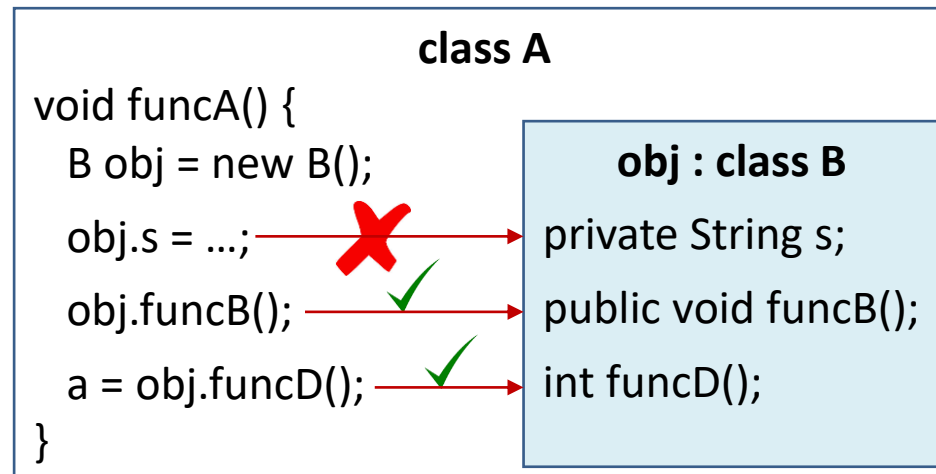 class A
void funcA() {
B obj = new B();
obj.s = …;
obj.funcB();
a = obj.funcD();
}
obj : class B
private String s;
public void funcB();
int funcD();